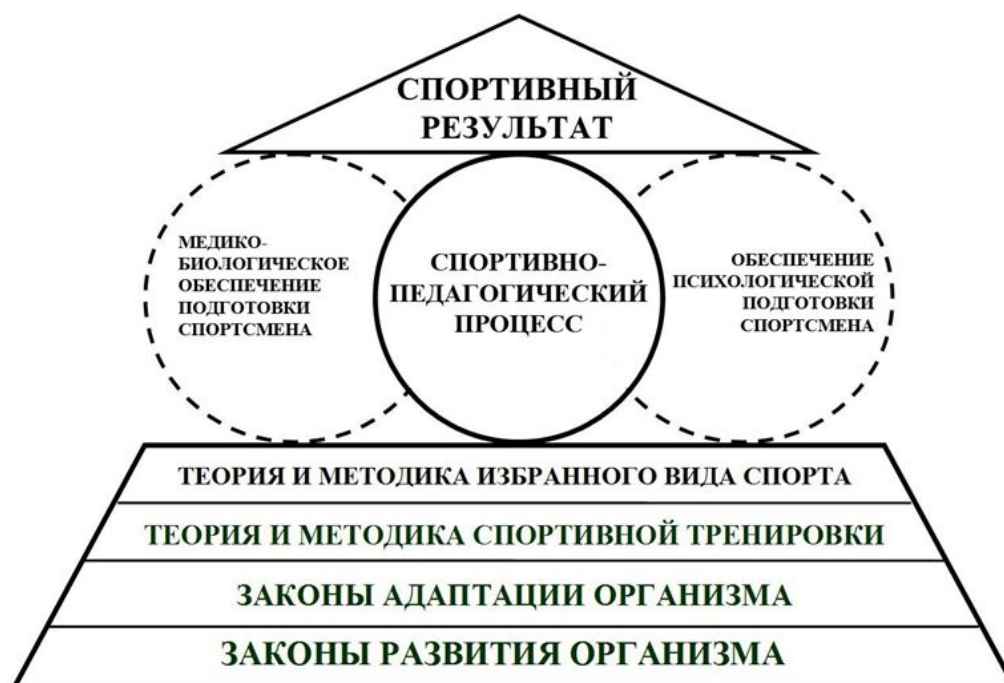 СПОРТИВНЫЙ
РЕЗУЛЬТАТ
МЕДИКО-
БИОЛОГИЧЕСКОЕ
ОБЕСПЕЧЕНИЕ
ПОДГОТОВКИ
СПОРТСМЕНА
СПОРТИВНО-
ПЕДАГОГИЧЕСКИЙ
ПРОЦЕСС
ОБЕСПЕЧЕНИЕ
ПСИХОЛОГИЧЕСКОЙ
ПОДГОТОВКИ
СПОРТСМЕНА
ТЕОРИЯ И МЕТОДИКА ИЗБРАННОГО ВИДА СПОРТА
ТЕОРИЯ И МЕТОДИКА СПОРТИВНОЙ ТРЕНИРОВКИ
ЗАКОНЫ АДАПТАЦИИ ОРГАНИЗМА
ЗАКОНЫ РАЗВИТИЯ ОРГАНИЗМА